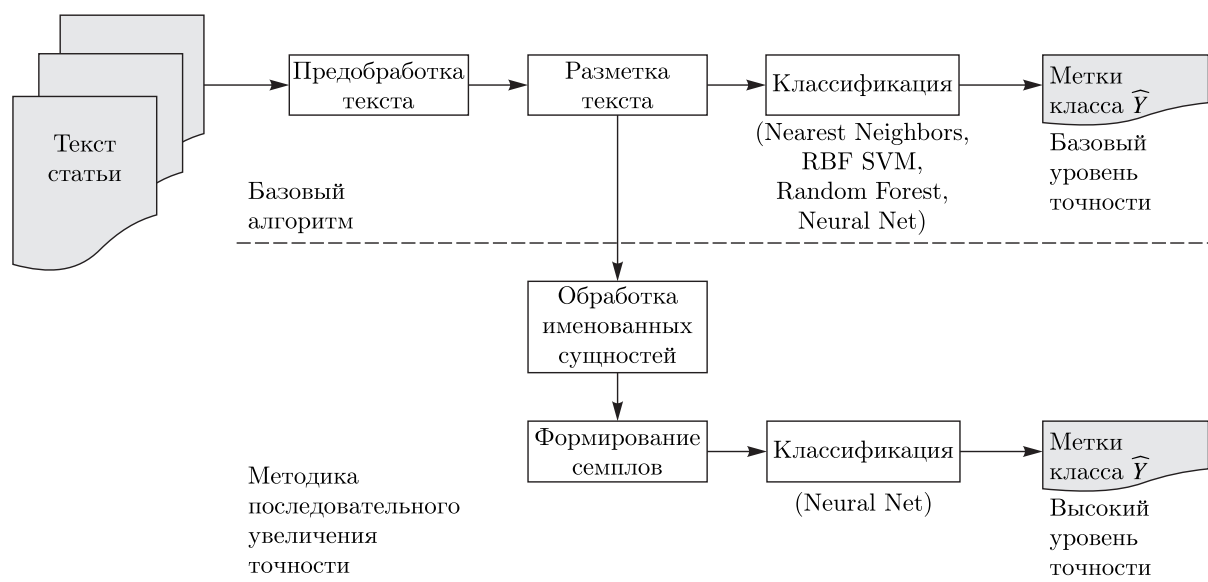 Текст
статьи
Предобработка
текста
Разметка
текста
Классификация
(Nearest Neighbors,
RBF SVM,
Random Forest,
Neural Net)
Метки
класса Ŷ
Базовый
уровень
точности
Базовый
алгоритм
Обработка
именованных
сущностей
Формирование
семплов
Классификация
(Neural Net)
Метки
класса Ŷ
Высокий
уровень
точности
Методика
последовательного
увеличения
точности